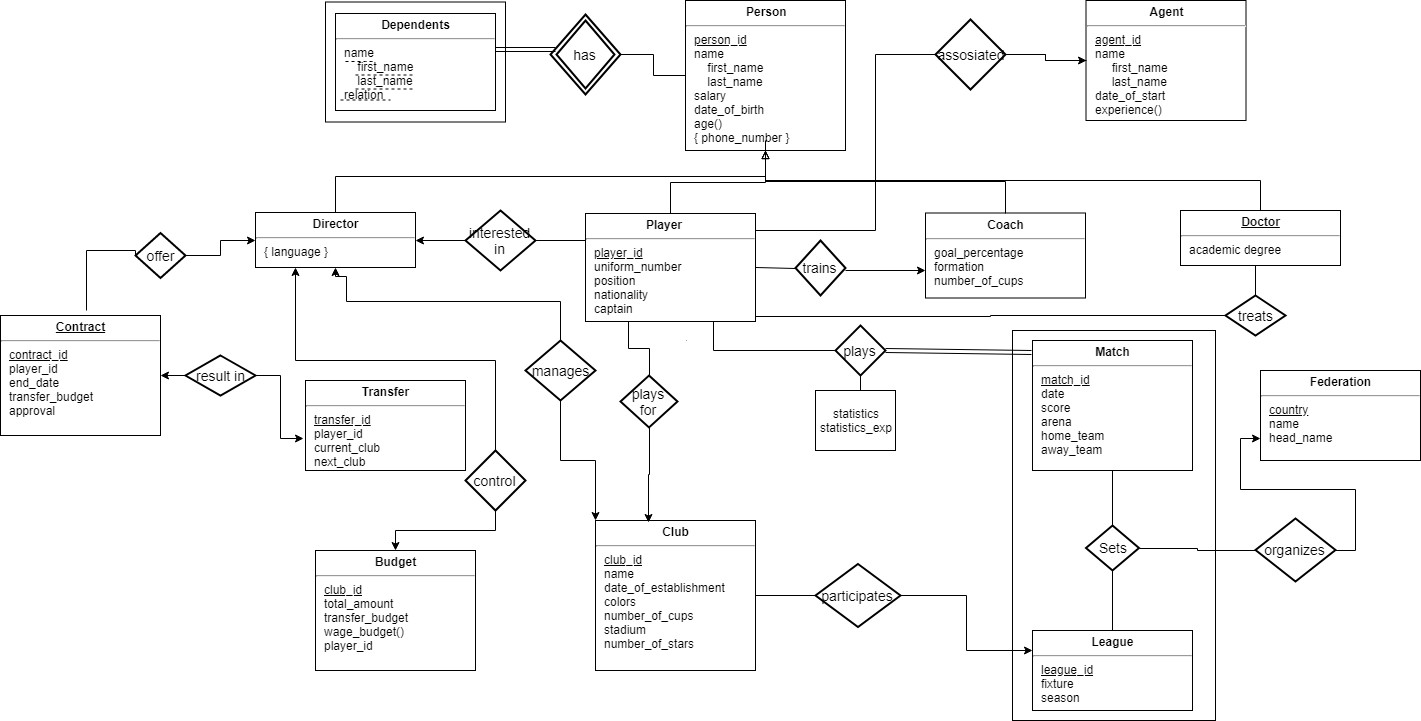 Dependents
name
first_name
last_name
relation
has
Person
person_id
name
first_name
last_name
salary
date_of_birth
age()
{ phone_number }
assosiated
Agent
agent_id
name
first_name
last_name
date_of_start
experience()
offer
Director
{ language }
interested
in
Player
player_id
uniform_number
position
nationality
captain
trains
Coach
goal_percentage
formation
number_of_cups
Doctor
academic degree
treats
Contract
contract_id
player_id
end_date
transfer_budget
approval
result in
Transfer
transfer_id
player_id
current_club
next_club
control
manages
plays
for
plays
statistics
statistics_exp
Match
match_id
date
score
arena
home_team
away_team
Federation
country
name
head_name
Budget
club_id
total_amount
transfer_budget
wage_budget()
player_id
Club
club_id
name
date_of_establishment
colors
number_of_cups
stadium
number_of_stars
participates
Sets
organizes
League
league_id
fixture
season